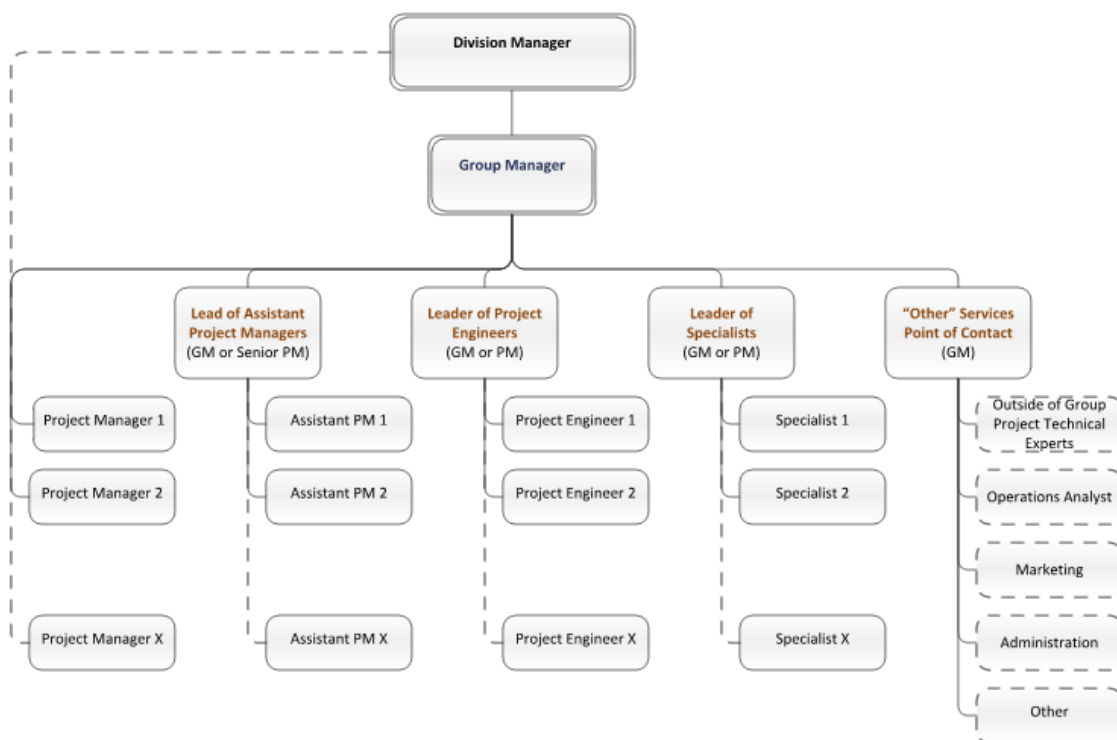 Division Manager
Group Manager
Lead of Assistant
Project Managers
(GM or Senior PM)
Leader of Project
Engineers
(GM or PM)
Leader of
Specialists
(GM or PM)
“Other” Services
Point of Contact
(GM)
Project Manager 1
Assistant PM 1
Project Engineer 1
Specialist 1
Outside of Group
Project Technical
Experts
Project Manager 2
Assistant PM 2
Project Engineer 2
Specialist 2
Operations Analyst
Marketing
Project Manager X
Assistant PM X
Project Engineer X
Specialist X
Administration
Other